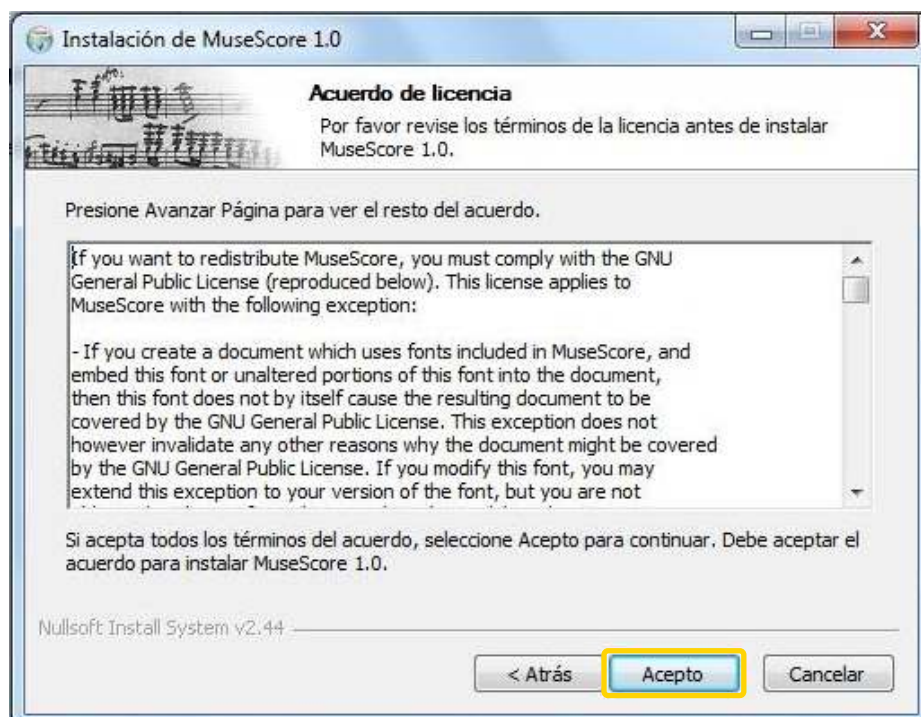 Instalación de MuseScore 1.0
Acuerdo de licencia
Por favor revise los términos de la licencia antes de instalar
MuseScore 1.0.
Presione Avanzar Página para ver el resto del acuerdo.
If you want to redistribute MuseScore, you must comply with the GNU
General Public License (reproduced below). This license applies to
MuseScore with the following exception:
- If you create a document which uses fonts included in MuseScore, and
embed this font or unaltered portions of this font into the document,
then this font does not by itself cause the resulting document to be
covered by the GNU General Public License. This exception does not
however invalidate any other reasons why the document might be covered
by the GNU General Public License. If you modify this font, you may
extend this exception to your version of the font, but you are not
Si acepta todos los términos del acuerdo, seleccione Acepto para continuar. Debe aceptar el
acuerdo para instalar MuseScore 1.0.
Nullsoft Install System v2.44
< Atrás
Acepto
Cancelar